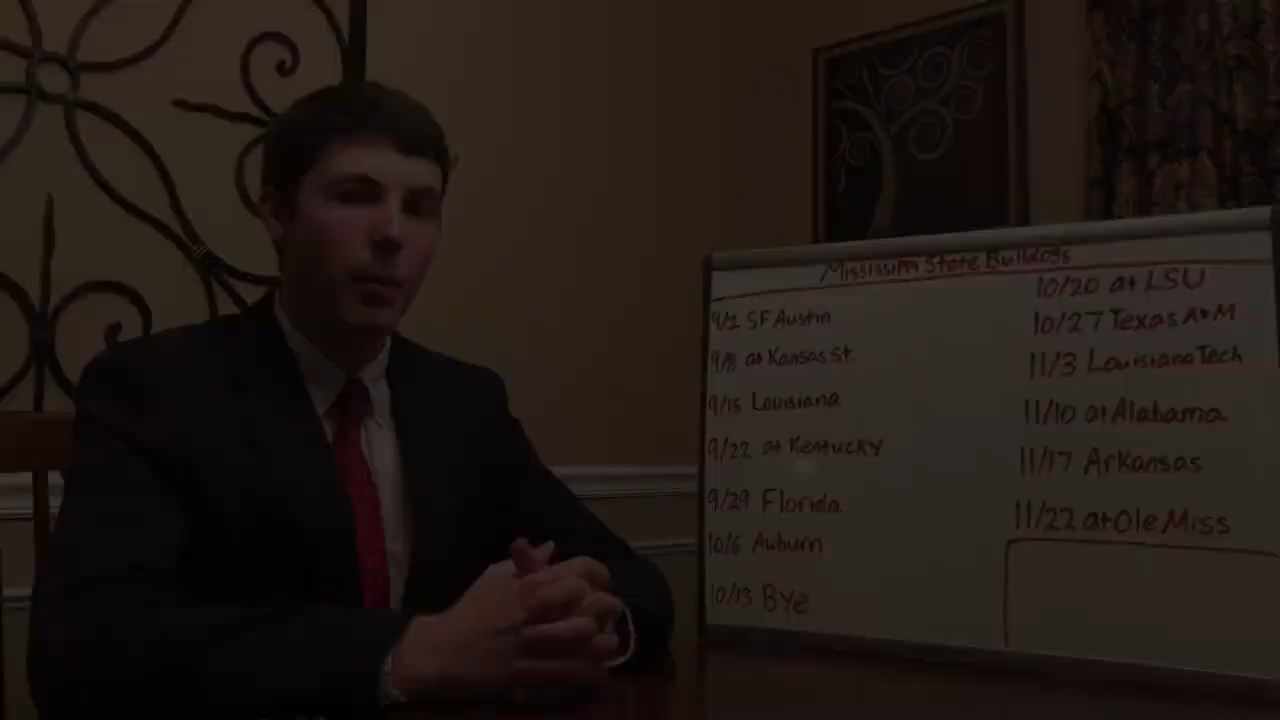 Mississippi State Bulldogs
9/1 SF Austin
9/8 at Kansas St.
9/15 Louisiana
9/22 at Kentucky
9/29 Florida
10/6 Auburn
10/13 Bye
10/20 at LSU
10/27 Texas A+M
11/3 Louisiana Tech
11/10 at Alabama
11/17 Arkansas
11/22 at Ole Miss